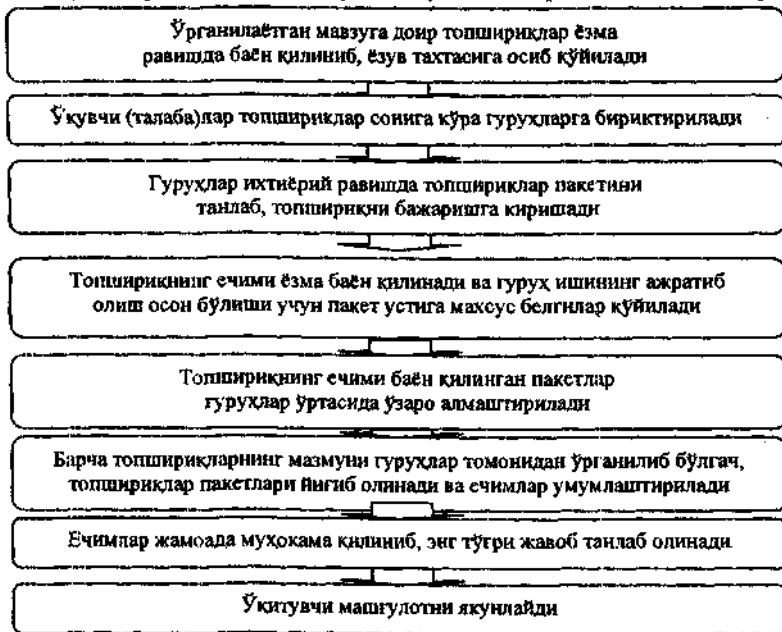 Ўрганилаётган мавзуга доир топшириқлар ёзма
равишда баён қилиниб, ёзув тахтасига осиб қўйилади
Ўқувчи (талаба)лар топшириқлар сонига кўра гуруҳларга бириктирилади
Гуруҳлар ихтиёрий равишда топшириқлар пакетини
танлаб, топшириқни бажаришга киришади
Топшириқнинг ечими ёзма баён қилинади ва гуруҳ ишининг ажратиб
олиш осон бўлиши учун пакет устига махсус белгилар қўйилади
Топшириқнинг ечими баён қилинган пакетлар
гуруҳлар ўртасида ўзаро алмаштирилади
Барча топшириқларнинг мазмуни гуруҳлар томонидан ўрганилиб бўлгач,
топшириқлар пакетлари йиғиб олинади ва ечимлар умумлаштирилади
Ечимлар жамоада муҳокама қилиниб, энг тўғри жавоб танлаб олинади
Ўқитувчи машғулотни якунлайди